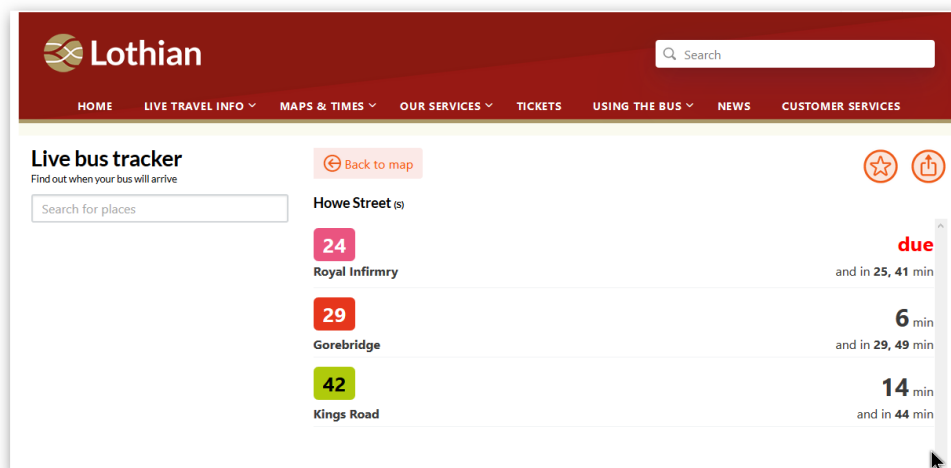 Lothian
Search
HOME LIVE TRAVEL INFO MAPS & TIMES OUR SERVICES TICKETS USING THE BUS NEWS CUSTOMER SERVICES
Live bus tracker
Find out when your bus will arrive
Search for places
Back to map
Howe Street (S)
24 due
Royal Infirmry and in 25, 41 min
29 6 min
Gorebridge and in 29, 49 min
42 14 min
Kings Road and in 44 min